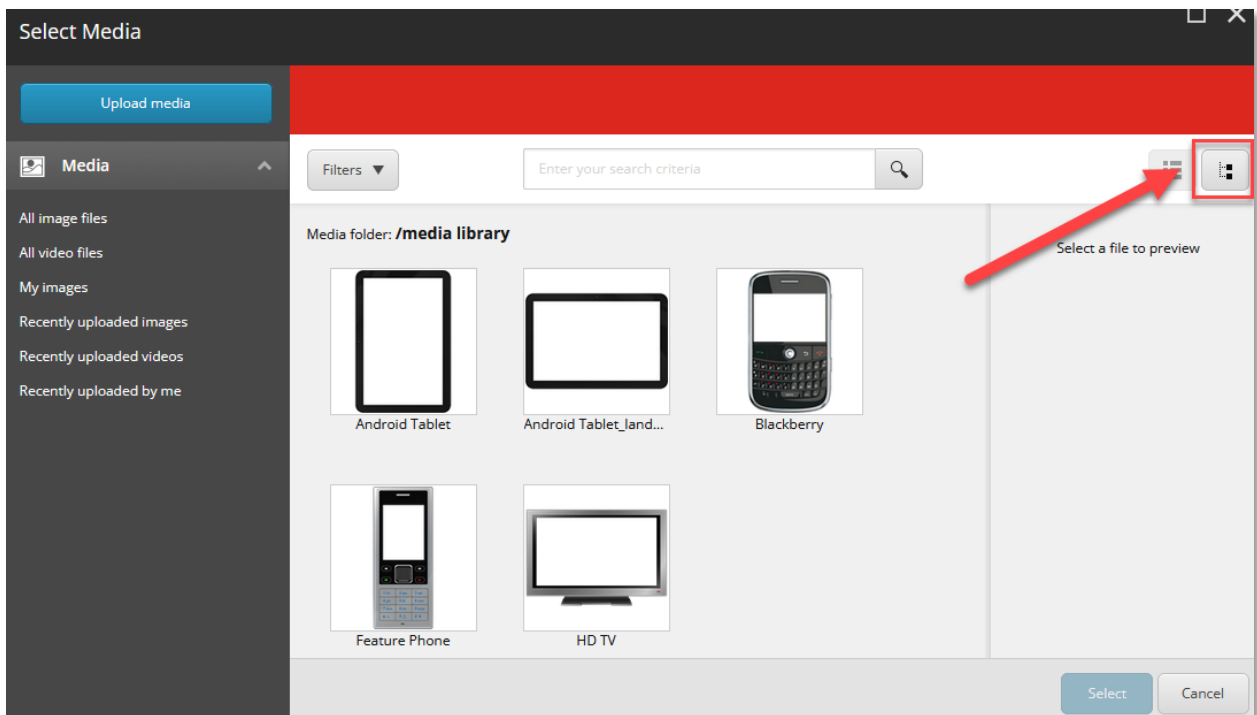 Select Media
Upload media
Media
All image files
All video files
My images
Recently uploaded images
Recently uploaded videos
Recently uploaded by me
Filters
Enter your search criteria
Media folder: /media library
Select a file to preview
Android Tablet
Android Tablet_land...
Blackberry
Feature Phone
HD TV
Select
Cancel